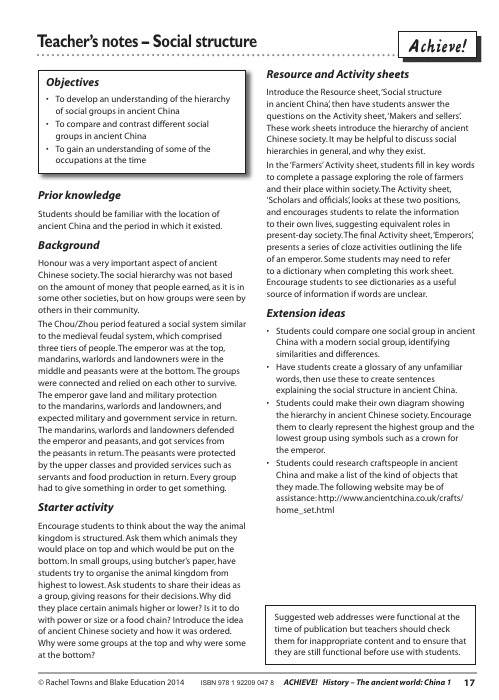 Teacher's notes – Social structure
Achieve!
Objectives
• To develop an understanding of the hierarchy
of social groups in ancient China
• To compare and contrast different social
groups in ancient China
• To gain an understanding of some of the
occupations at the time
Prior knowledge
Students should be familiar with the location of
ancient China and the period in which it existed.
Background
Honour was a very important aspect of ancient
Chinese society. The social hierarchy was not based
on the amount of money that people earned, as it is in
some other societies, but on how groups were seen by
others in their community.
The Chou/Zhou period featured a social system similar
to the medieval feudal system, which comprised
three tiers of people. The emperor was at the top,
mandarins, warlords and landowners were in the
middle and peasants were at the bottom. The groups
were connected and relied on each other to survive.
The emperor gave land and military protection
to the mandarins, warlords and landowners, and
expected military and government service in return.
The mandarins, warlords and landowners defended
the emperor and peasants, and got services from
the peasants in return. The peasants were protected
by the upper classes and provided services such as
servants and food production in return. Every group
had to give something in order to get something.
Starter activity
Encourage students to think about the way the animal
kingdom is structured. Ask them which animals they
would place on top and which would be put on the
bottom. In small groups, using butcher's paper, have
students try to organise the animal kingdom from
highest to lowest. Ask students to share their ideas as
a group, giving reasons for their decisions. Why did
they place certain animals higher or lower? Is it to do
with power or size or a food chain? Introduce the idea
of ancient Chinese society and how it was ordered.
Why were some groups at the top and why were some
at the bottom?
Resource and Activity sheets
Introduce the Resource sheet, 'Social structure
in ancient China', then have students answer the
questions on the Activity sheet, 'Makers and sellers'.
These work sheets introduce the hierarchy of ancient
Chinese society. It may be helpful to discuss social
hierarchies in general, and why they exist.
In the 'Farmers' Activity sheet, students fill in key words
to complete a passage exploring the role of farmers
and their place within society. The Activity sheet,
'Scholars and officials', looks at these two positions,
and encourages students to relate the information
to their own lives, suggesting equivalent roles in
present-day society. The final Activity sheet, 'Emperors',
presents a series of cloze activities outlining the life
of an emperor. Some students may need to refer
to a dictionary when completing this work sheet.
Encourage students to see dictionaries as a useful
source of information if words are unclear.
Extension ideas
• Students could compare one social group in ancient
China with a modern social group, identifying
similarities and differences.
• Have students create a glossary of any unfamiliar
words, then use these to create sentences
explaining the social structure in ancient China.
• Students could make their own diagram showing
the hierarchy in ancient Chinese society. Encourage
them to clearly represent the highest group and the
lowest group using symbols such as a crown for
the emperor.
• Students could research craftspeople in ancient
China and make a list of the kind of objects that
they made. The following website may be of
assistance: http://www.ancientchina.co.uk/crafts/
home_set.html
Suggested web addresses were functional at the
time of publication but teachers should check
them for inappropriate content and to ensure that
they are still functional before use with students.
© Rachel Towns and Blake Education 2014 ISBN 978 1 92209 047 8 ACHIEVE! History – The ancient world: China 1 17